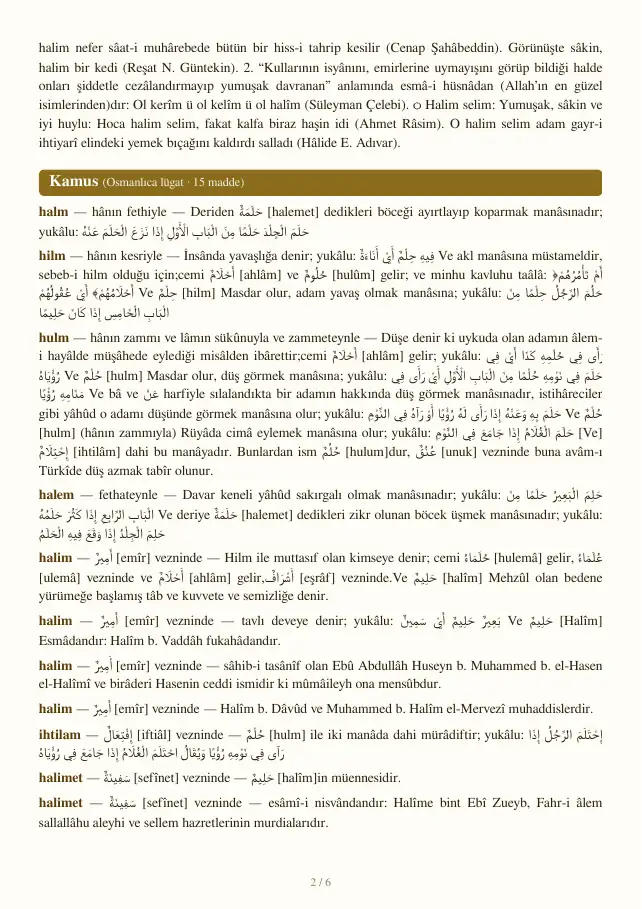 halim nefer sâat-i muhârebede bütün bir hiss-i tahrip kesilir (Cenap Şahâbeddin). Görünüşte sâkin,
halim bir kedi (Reşat N. Güntekin). 2. “Kullarının isyânını, emirlerine uymayışını görüp bildiği halde
onları şiddetle cezâlandırmayıp yumuşak davranan” anlamında esmâ-i hüsnâdan (Allah’ın en güzel
isimlerinden)dır: Ol kerîm ü ol kelîm ü ol halîm (Süleyman Çelebi). o Halim selim: Yumuşak, sâkin ve
iyi huylu: Hoca halim selim, fakat kalfa biraz haşin idi (Ahmet Râsim). O halim selim adam gayr-i
ihtiyarî elindeki yemek bıçağını kaldırdı salladı (Hâlide E. Adıvar).
Kamus (Osmanlıca lügat · 15 madde)
halm — hânın fethiyle — Deriden حَلَمَةٌ [halemet] dedikleri böceği ayırtlayıp koparmak manâsınadır;
yukâlu: حَلَمَ الْجِلْدَ حَلْمًا مِنَ الْبَابِ الْأَوَّلِ إِذَا نَزَعَ الْحَلَمَ عَنْهُ
hilm — hânın kesriyle — İnsânda yavaşlığa denir; yukâlu: فِيهِ حِلْمٌ أَيْ أَنَاءَةٌ Ve akl manâsına müstameldir,
sebeb-i hilm olduğu için;cemi أَحْلَامٌ [ahlâm] ve حُلُومٌ [hulûm] gelir; ve minhu kavluhu taâlâ: ﴿أَمْ تَأْمُرُهُمْ
أَحْلَامُهُمْ﴾ أَيْ عُقُولُهُمْ Ve حِلْمٌ [hilm] Masdar olur, adam yavaş olmak manâsına; yukâlu: حَلُمَ الرَّجُلُ حِلْمًا مِنَ
الْبَابِ الْخَامِسِ إِذَا كَانَ حَلِيمًا
hulm — hânın zammı ve lâmın sükûnuyla ve zammeteynle — Düşe denir ki uykuda olan adamın âlem-
i hayâlde müşâhede eylediği misâlden ibârettir;cemi أَحْلَامٌ [ahlâm] gelir; yukâlu: رَأَى فِي حُلْمِهِ كَذَا أَيْ فِي
رُؤْيَاهُ Ve حُلْمٌ [hulm] Masdar olur, düş görmek manâsına; yukâlu: حَلَمَ فِي نَوْمِهِ حُلْمًا مِنَ الْبَابِ الْأَوَّلِ أَيْ رَأَى فِي
مَنَامِهِ رُؤْيًا Ve bâ ve عَنْ harfiyle sılalandıkta bir adamın hakkında düş görmek manâsınadır, istihâreciler
gibi yâhûd o adamı düşünde görmek manâsına olur; yukâlu: حَلَمَ بِهِ وَعَنْهُ إِذَا رَأَى لَهُ رُؤْيًا أَوْ رَآهُ فِي النَّوْمِ Ve حُلْمٌ
[hulm] (hânın zammıyla) Rüyâda cimâ eylemek manâsına olur; yukâlu: حَلَمَ الْغُلَامُ إِذَا جَامَعَ فِي النَّوْمِ [Ve]
إِحْتِلَامٌ [ihtilâm] dahi bu manâyadır. Bunlardan ism حُلُمٌ [hulum]dur, عُنُقٌ [unuk] vezninde buna avâm-ı
Türkîde düş azmak tabîr olunur.
halem — fethateynle — Davar keneli yâhûd sakırgalı olmak manâsınadır; yukâlu: حَلِمَ الْبَعِيرُ حَلَمًا مِنَ
الْبَابِ الرَّابِعِ إِذَا كَثُرَ حَلَمُهُ Ve deriye حَلَمَةٌ [halemet] dedikleri zikr olunan böcek üşmek manâsınadır; yukâlu:
حَلِمَ الْجِلْدُ إِذَا وَقَعَ فِيهِ الْحَلَمُ
halim — أَمِيرٌ [emîr] vezninde — Hilm ile muttasıf olan kimseye denir; cemi حُلَمَاءُ [hulemâ] gelir, عُلَمَاءُ
[ulemâ] vezninde ve أَحْلَامٌ [ahlâm] gelir,أَشْرَافٌ [eşrâf] vezninde.Ve حَلِيمٌ [halîm] Mehzûl olan bedene
yürümeğe başlamış tâb ve kuvvete ve semizliğe denir.
halim — أَمِيرٌ [emîr] vezninde — tavlı deveye denir; yukâlu: بَعِيرٌ حَلِيمٌ أَيْ سَمِينٌ Ve حَلِيمٌ [Halîm]
Esmâdandır: Halîm b. Vaddâh fukahâdandır.
halim — أَمِيرٌ [emîr] vezninde — sâhib-i tasânîf olan Ebû Abdullâh Huseyn b. Muhammed b. el-Hasen
el-Halîmî ve birâderi Hasenin ceddi ismidir ki mûmâileyh ona mensûbdur.
halim — أَمِيرٌ [emîr] vezninde — Halîm b. Dâvûd ve Muhammed b. Halîm el-Mervezî muhaddislerdir.
ihtilam — إِفْتِعَالٌ [iftiâl] vezninde — حُلْمٌ [hulm] ile iki manâda dahi mürâdiftir; yukâlu: إِحْتَلَمَ الرَّجُلُ إِذَا
رَآى فِي نَوْمِهِ رُؤْيًا وَيُقَالُ احْتَلَمَ الْغُلَامُ إِذَا جَامَعَ فِي رُؤْيَاهُ
halimet — سَفِينَةٌ [sefînet] vezninde — حَلِيمٌ [halîm]in müennesidir.
halimet — سَفِينَةٌ [sefînet] vezninde — esâmî-i nisvândandır: Halîme bint Ebî Zueyb, Fahr-i âlem
sallallâhu aleyhi ve sellem hazretlerinin murdialarıdır.
2 / 6